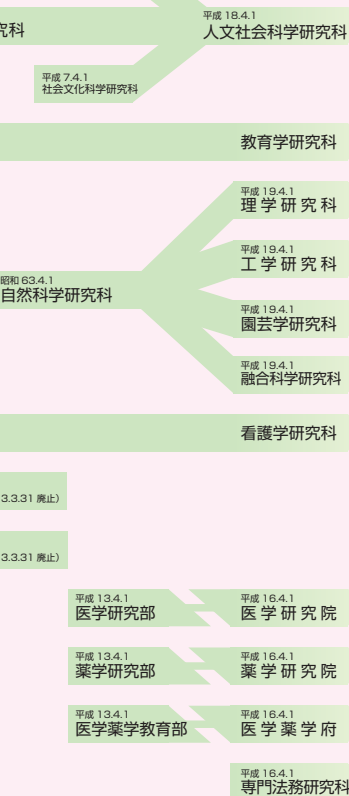 平成 18.4.1
究科 人文社会科学研究科
平成 7.4.1
社会文化科学研究科
教育学研究科
平成 19.4.1
理学研究科
平成 19.4.1
工学研究科
昭和 63.4.1
自然科学研究科
平成 19.4.1
園芸学研究科
平成 19.4.1
融合科学研究科
看護学研究科
3.3.31 廃止）
3.3.31 廃止）
平成 13.4.1 平成 16.4.1
医学研究部 医学研究院
平成 13.4.1 平成 16.4.1
薬学研究部 薬学研究院
平成 13.4.1 平成 16.4.1
医学薬学教育部 医学薬学府
平成 16.4.1
専門法務研究科